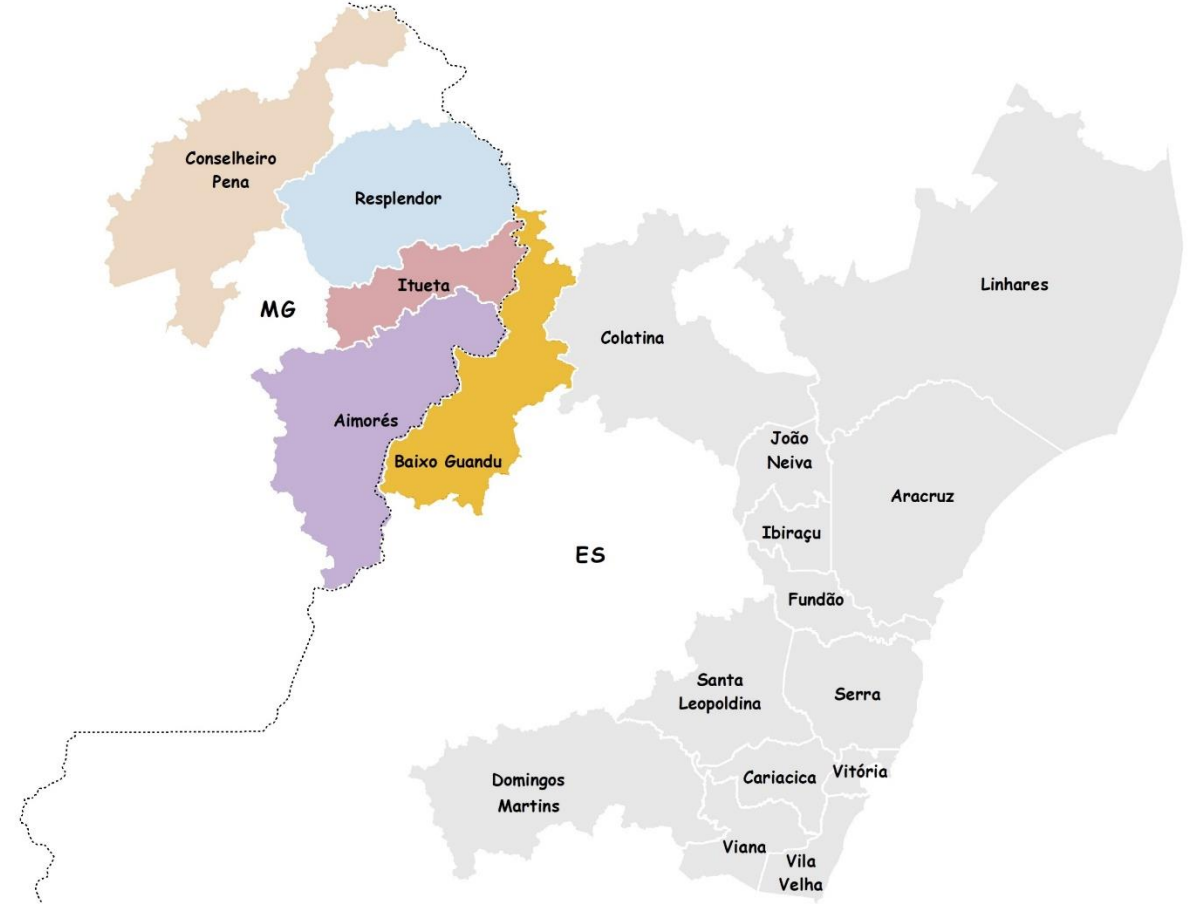 Conselheiro
Pena
Resplendor
Itueta
MG
Linhares
Colatina
Aimorés
João
Neiva
Baixo Guandu
Aracruz
Ibiraçu
ES
Fundão
Santa
Leopoldina
Serra
Domingos
Martins
Cariacica
Vitória
Viana
Vila
Velha